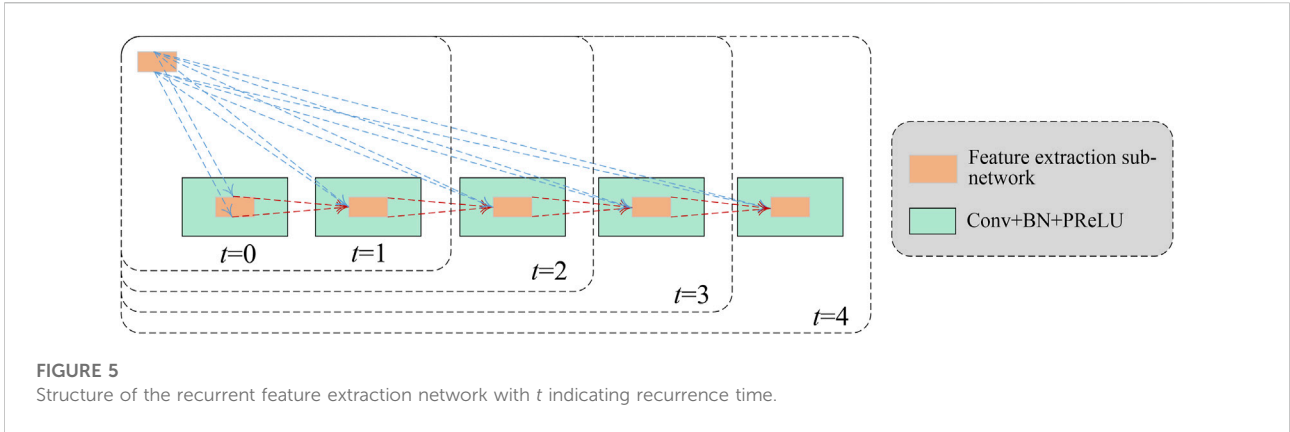 Feature extraction sub-
network
Conv+BN+PReLU
t=0
t=1
t=2
t=3
t=4
FIGURE 5
Structure of the recurrent feature extraction network with t indicating recurrence time.